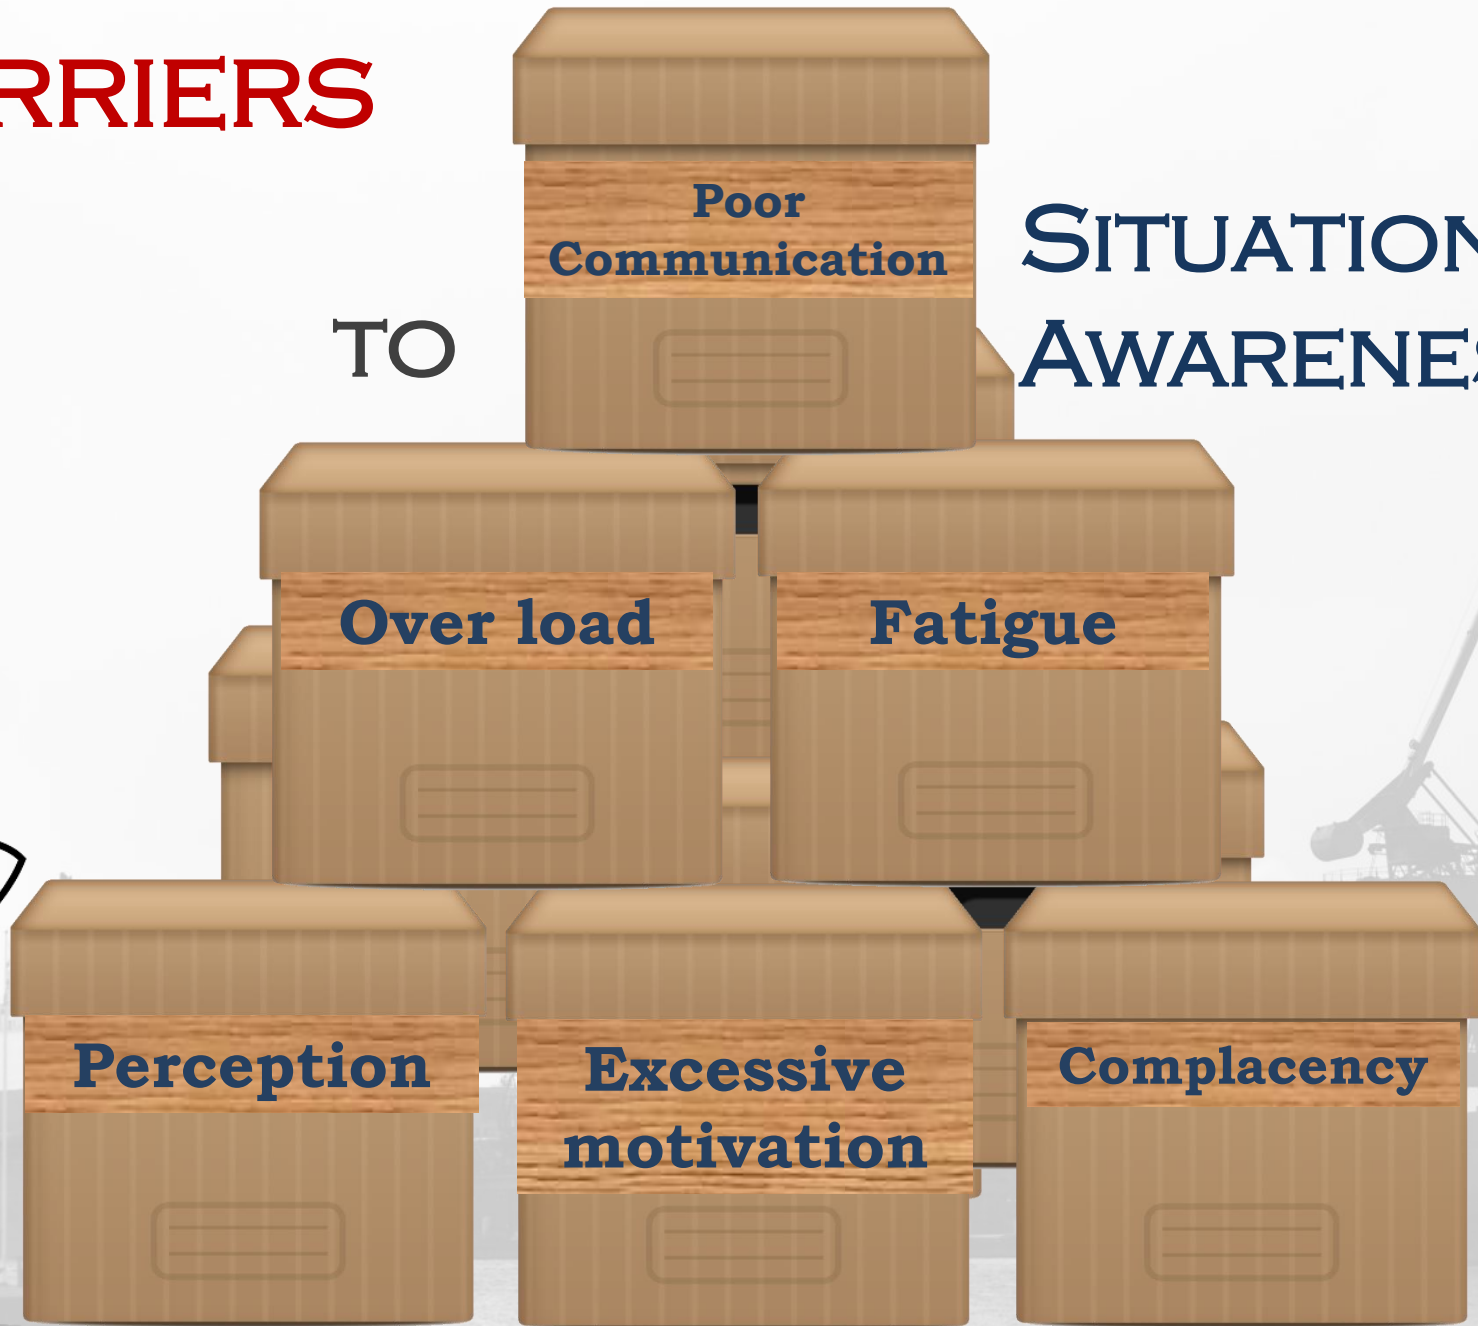 RRIERS
TO
SITUATION
AWARENES
Poor
Communication
Over load
Fatigue
Perception
Excessive
motivation
Complacency